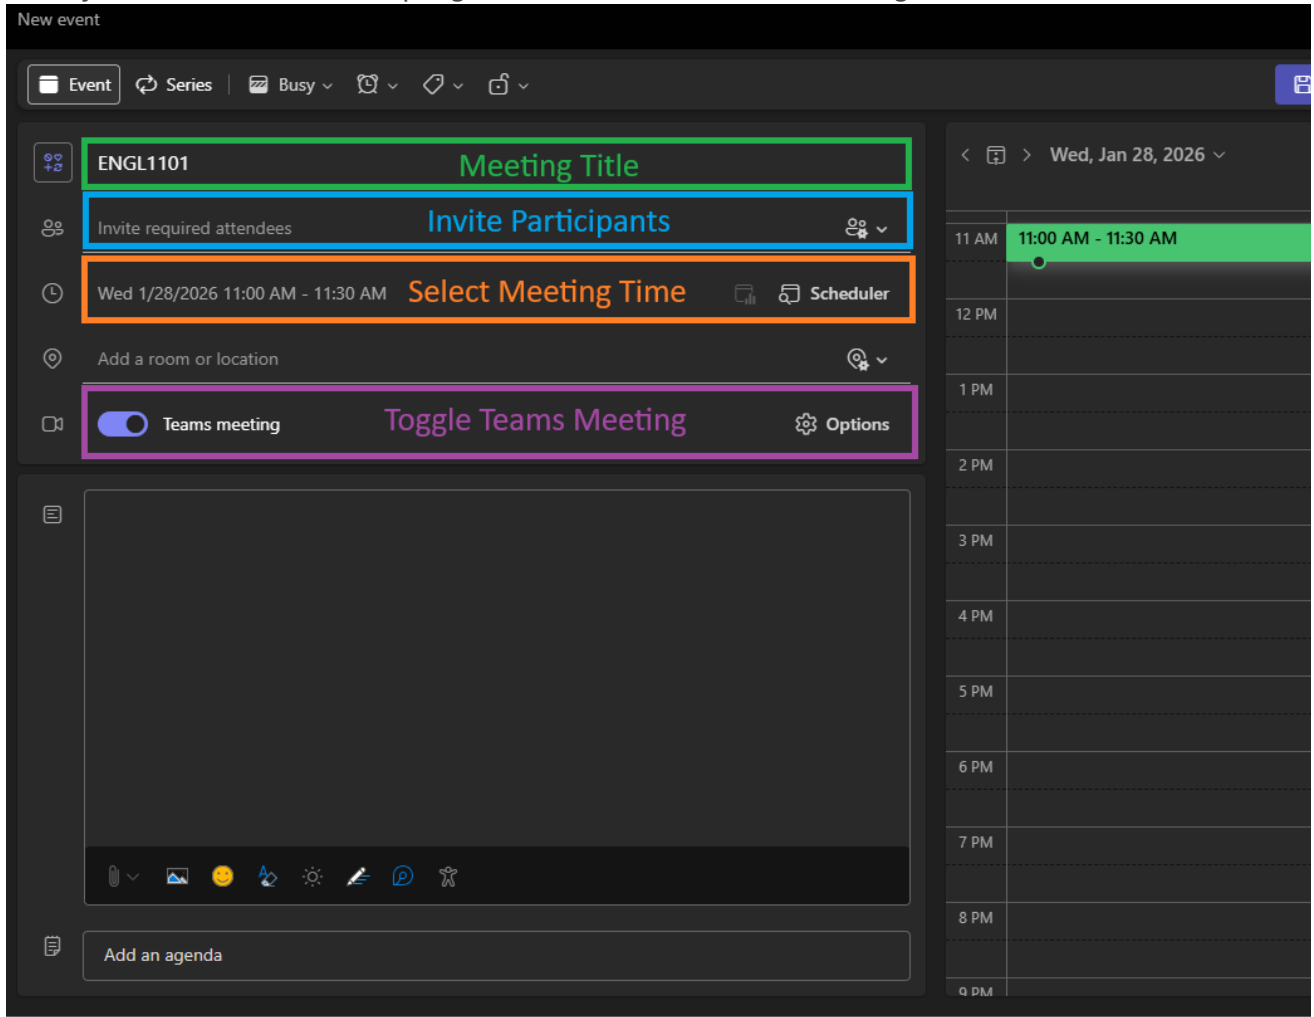 New event
Event Series Busy
ENGL1101 Meeting Title
Invite required attendees Invite Participants
Wed 1/28/2026 11:00 AM - 11:30 AM Select Meeting Time Scheduler
Add a room or location
Teams meeting Toggle Teams Meeting Options
Add an agenda
Wed, Jan 28, 2026
11 AM 11:00 AM - 11:30 AM
12 PM
1 PM
2 PM
3 PM
4 PM
5 PM
6 PM
7 PM
8 PM
9 PM